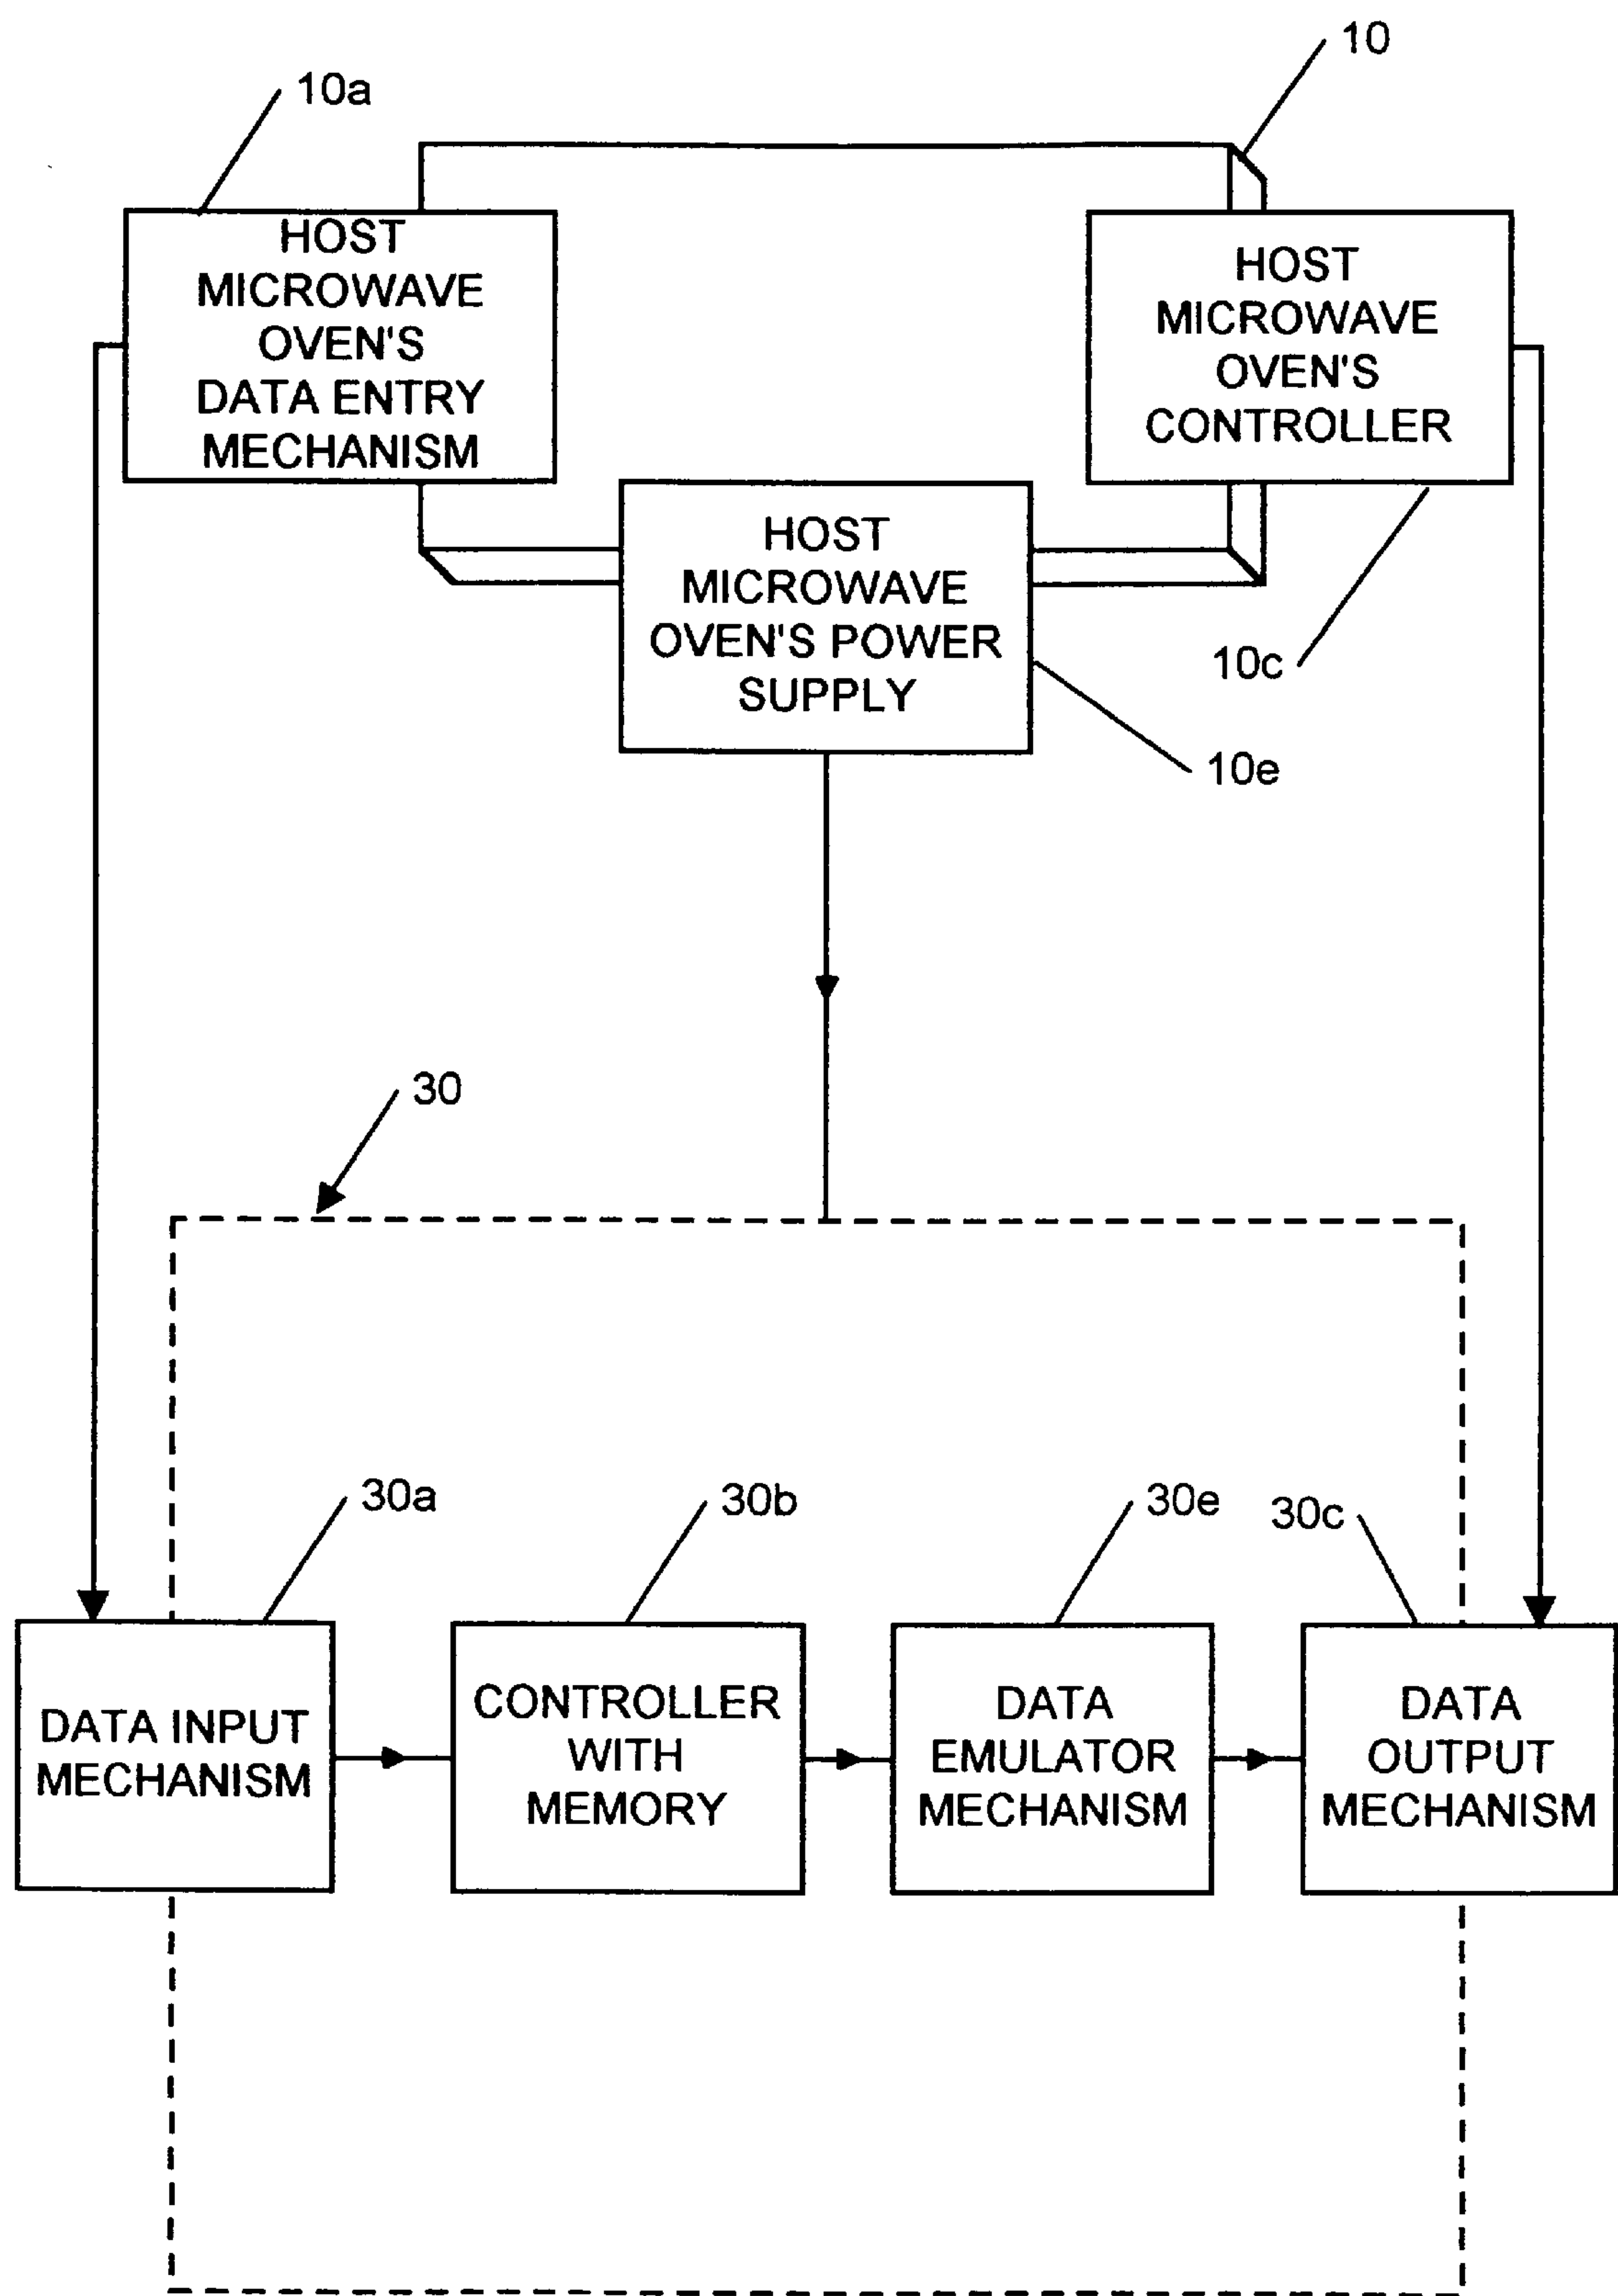 10
10a
HOST
MICROWAVE
OVEN'S
DATA ENTRY
MECHANISM
HOST
MICROWAVE
OVEN'S
CONTROLLER
HOST
MICROWAVE
OVEN'S POWER
SUPPLY
10c
10e
30
30a
30b
30e
30c
DATA INPUT
MECHANISM
CONTROLLER
WITH
MEMORY
DATA
EMULATOR
MECHANISM
DATA
OUTPUT
MECHANISM